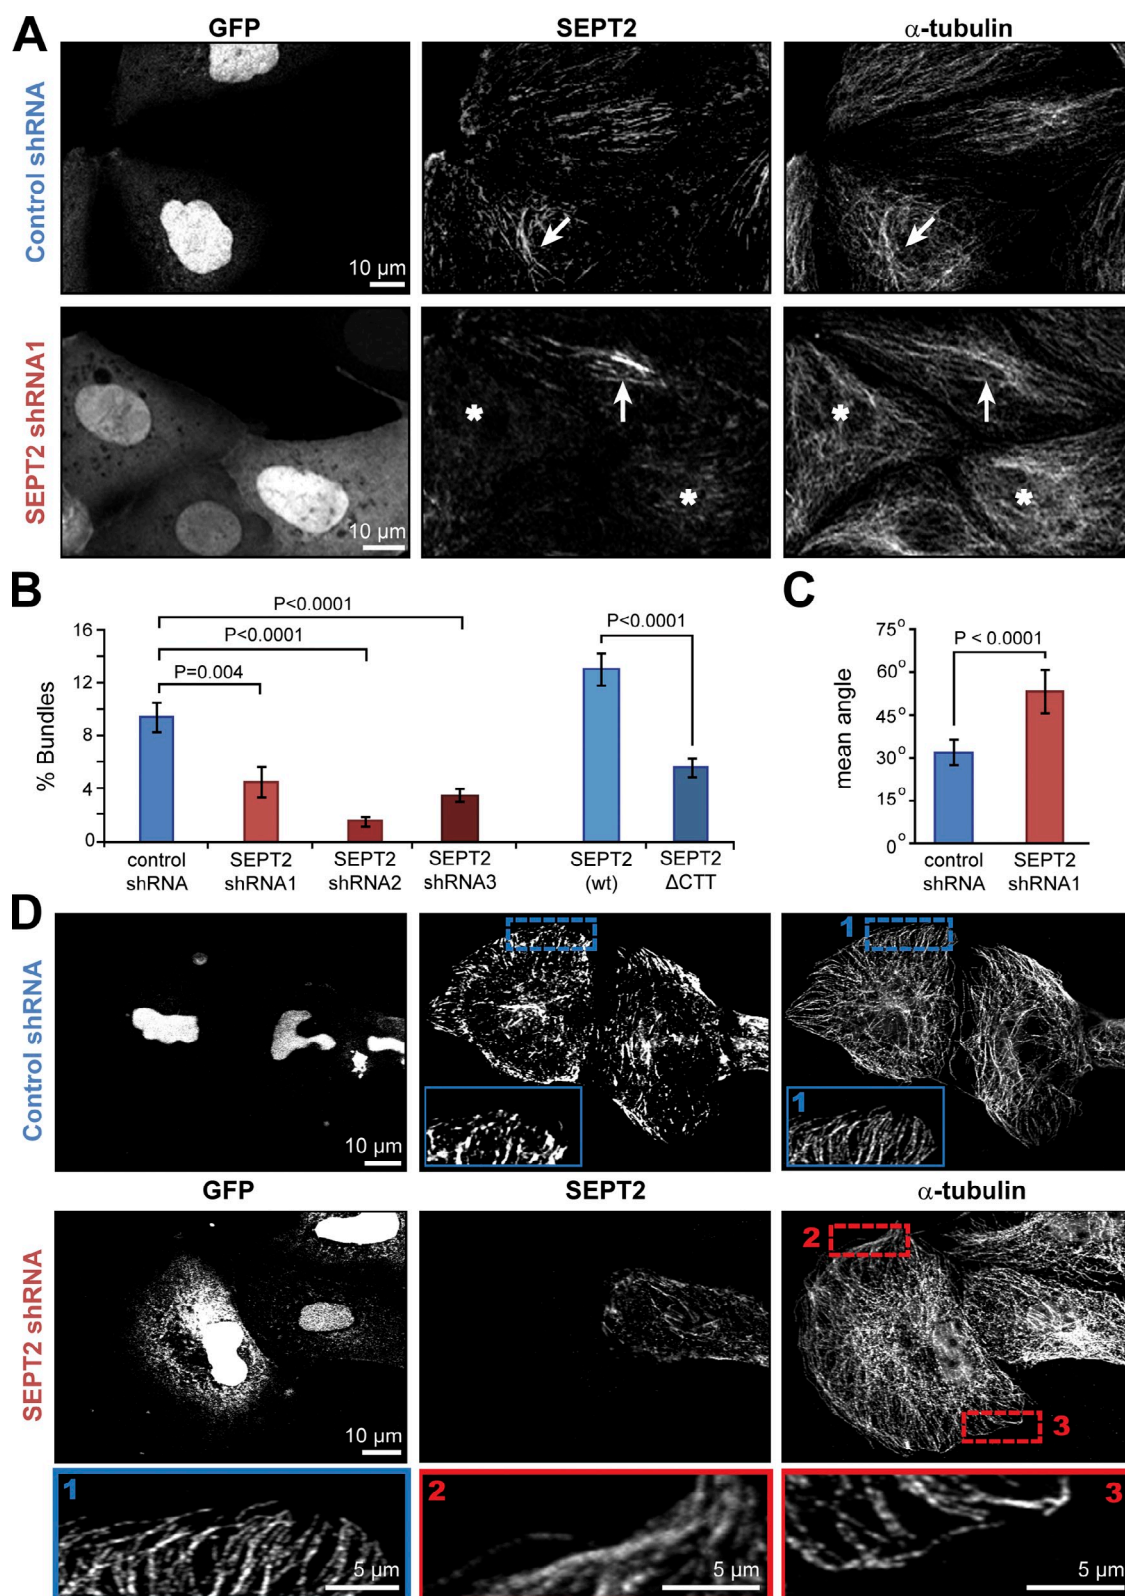 A
GFP
SEPT2
α-tubulin
Control shRNA
10 µm
SEPT2 shRNA1
*
*
*
*
10 µm
B
P<0.0001
P<0.0001
P=0.004
P<0.0001
% Bundles
16
12
8
4
0
control
shRNA
SEPT2
shRNA1
SEPT2
shRNA2
SEPT2
shRNA3
SEPT2
(wt)
SEPT2
ΔCTT
C
P < 0.0001
mean angle
75°
60°
45°
30°
15°
0°
control
shRNA
SEPT2
shRNA1
D
Control shRNA
10 µm
1
1
GFP
SEPT2
α-tubulin
SEPT2 shRNA
10 µm
2
3
1
5 µm
2
5 µm
3
5 µm